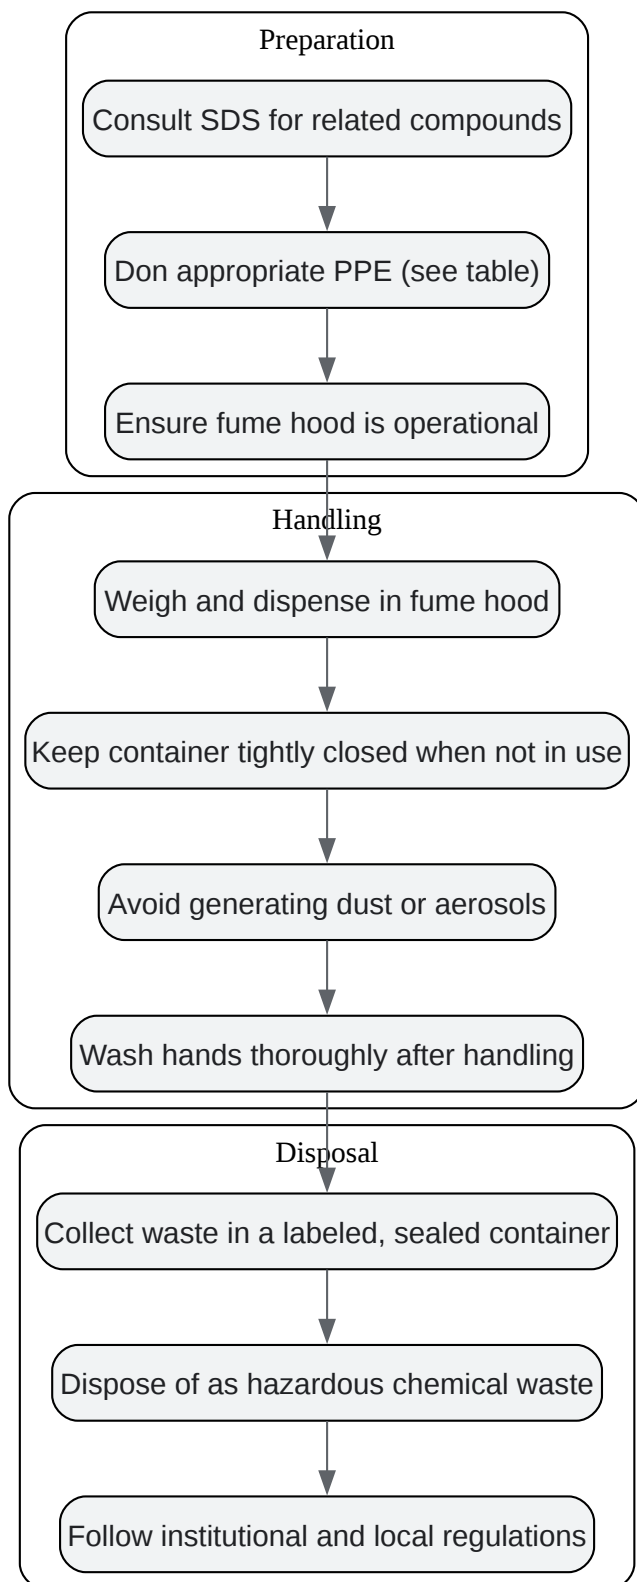 Preparation
Consult SDS for related compounds
Don appropriate PPE (see table)
Ensure fume hood is operational
Handling
Weigh and dispense in fume hood
Keep container tightly closed when not in use
Avoid generating dust or aerosols
Wash hands thoroughly after handling
Disposal
Collect waste in a labeled, sealed container
Dispose of as hazardous chemical waste
Follow institutional and local regulations